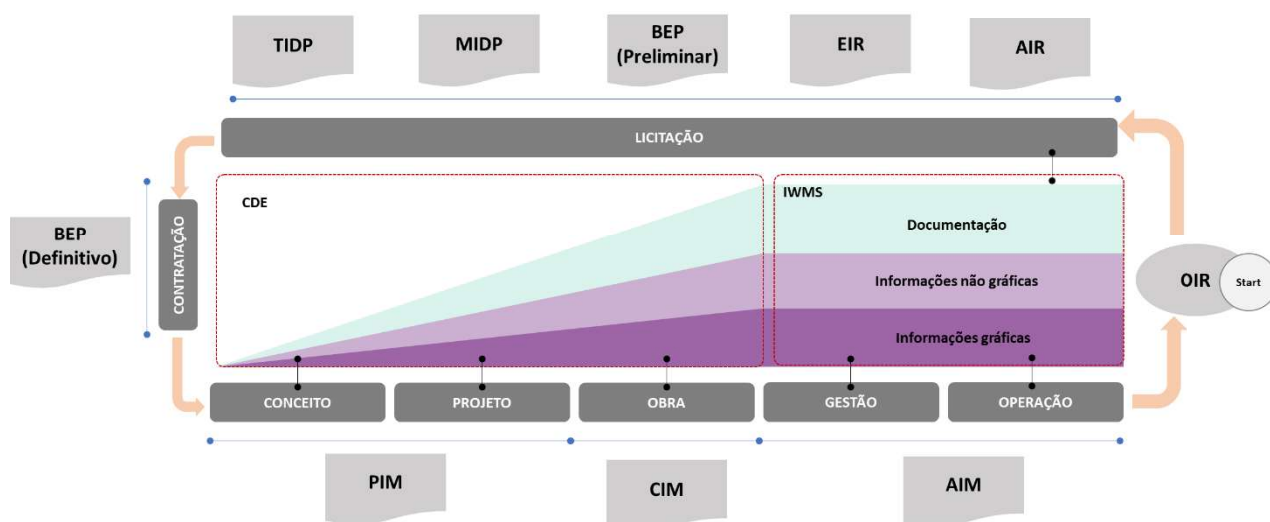 TIDP
MIDP
BEP
(Preliminar)
EIR
AIR
LICITAÇÃO
CDE
IWMS
Documentação
BEP
(Definitivo)
CONTRATAÇÃO
Informações não gráficas
OIR
Start
Informações gráficas
CONCEITO
PROJETO
OBRA
GESTÃO
OPERAÇÃO
PIM
CIM
AIM